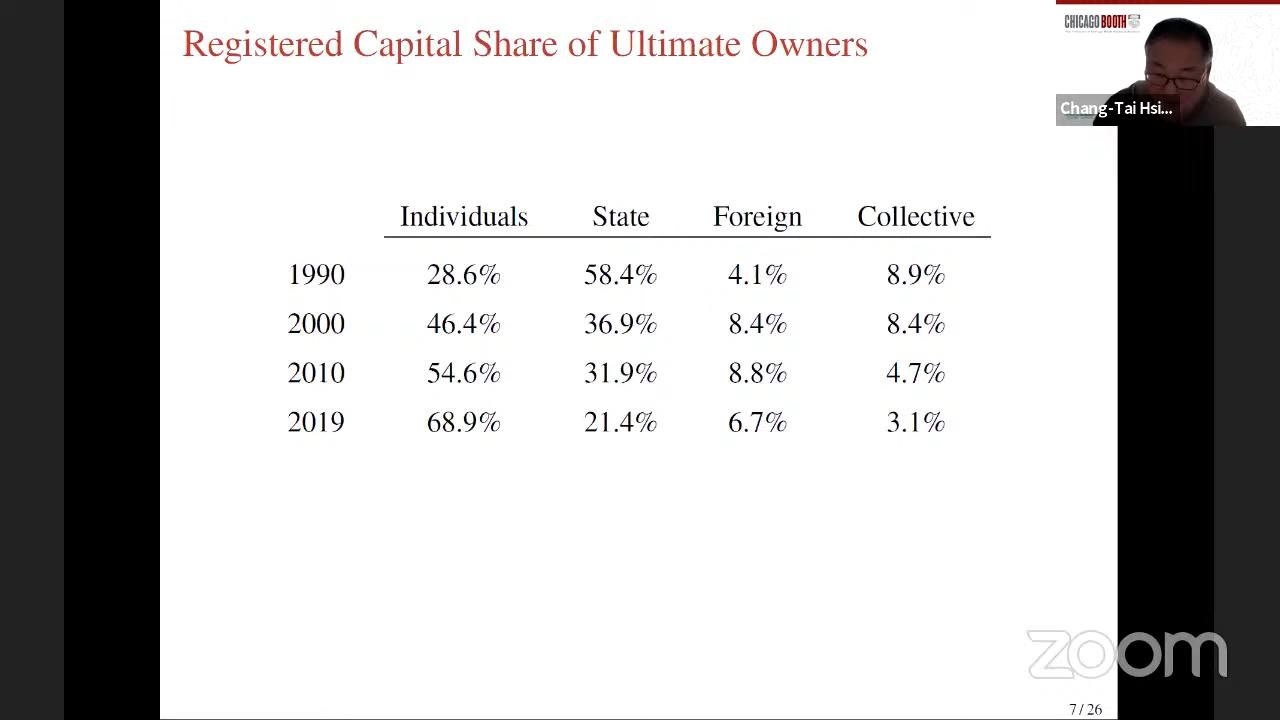 Registered Capital Share of Ultimate Owners
CHICAGO BOOTH
Chang-Tai Hsi...
Individuals State Foreign Collective
1990 28.6% 58.4% 4.1% 8.9%
2000 46.4% 36.9% 8.4% 8.4%
2010 54.6% 31.9% 8.8% 4.7%
2019 68.9% 21.4% 6.7% 3.1%
zoom
7 / 26